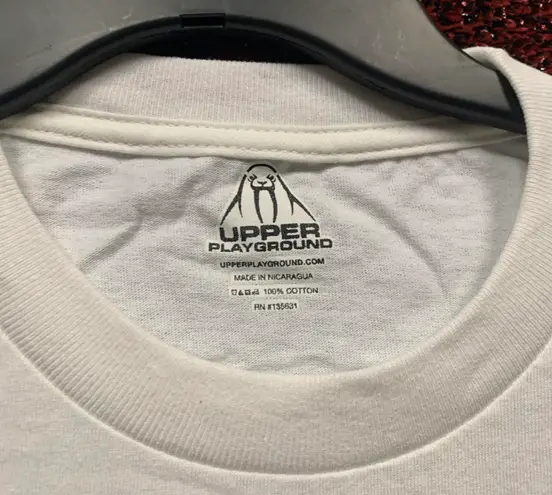 UPPER
PLAYGROUND
UPPERPLAYGROUND.COM
MADE IN NICARAGUA
100% COTTON
RN #135631